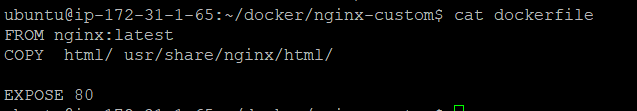 ubuntu@ip-172-31-1-65:~/docker/nginx-custom$ cat dockerfile
FROM nginx:latest
COPY  html/ usr/share/nginx/html/

EXPOSE 80